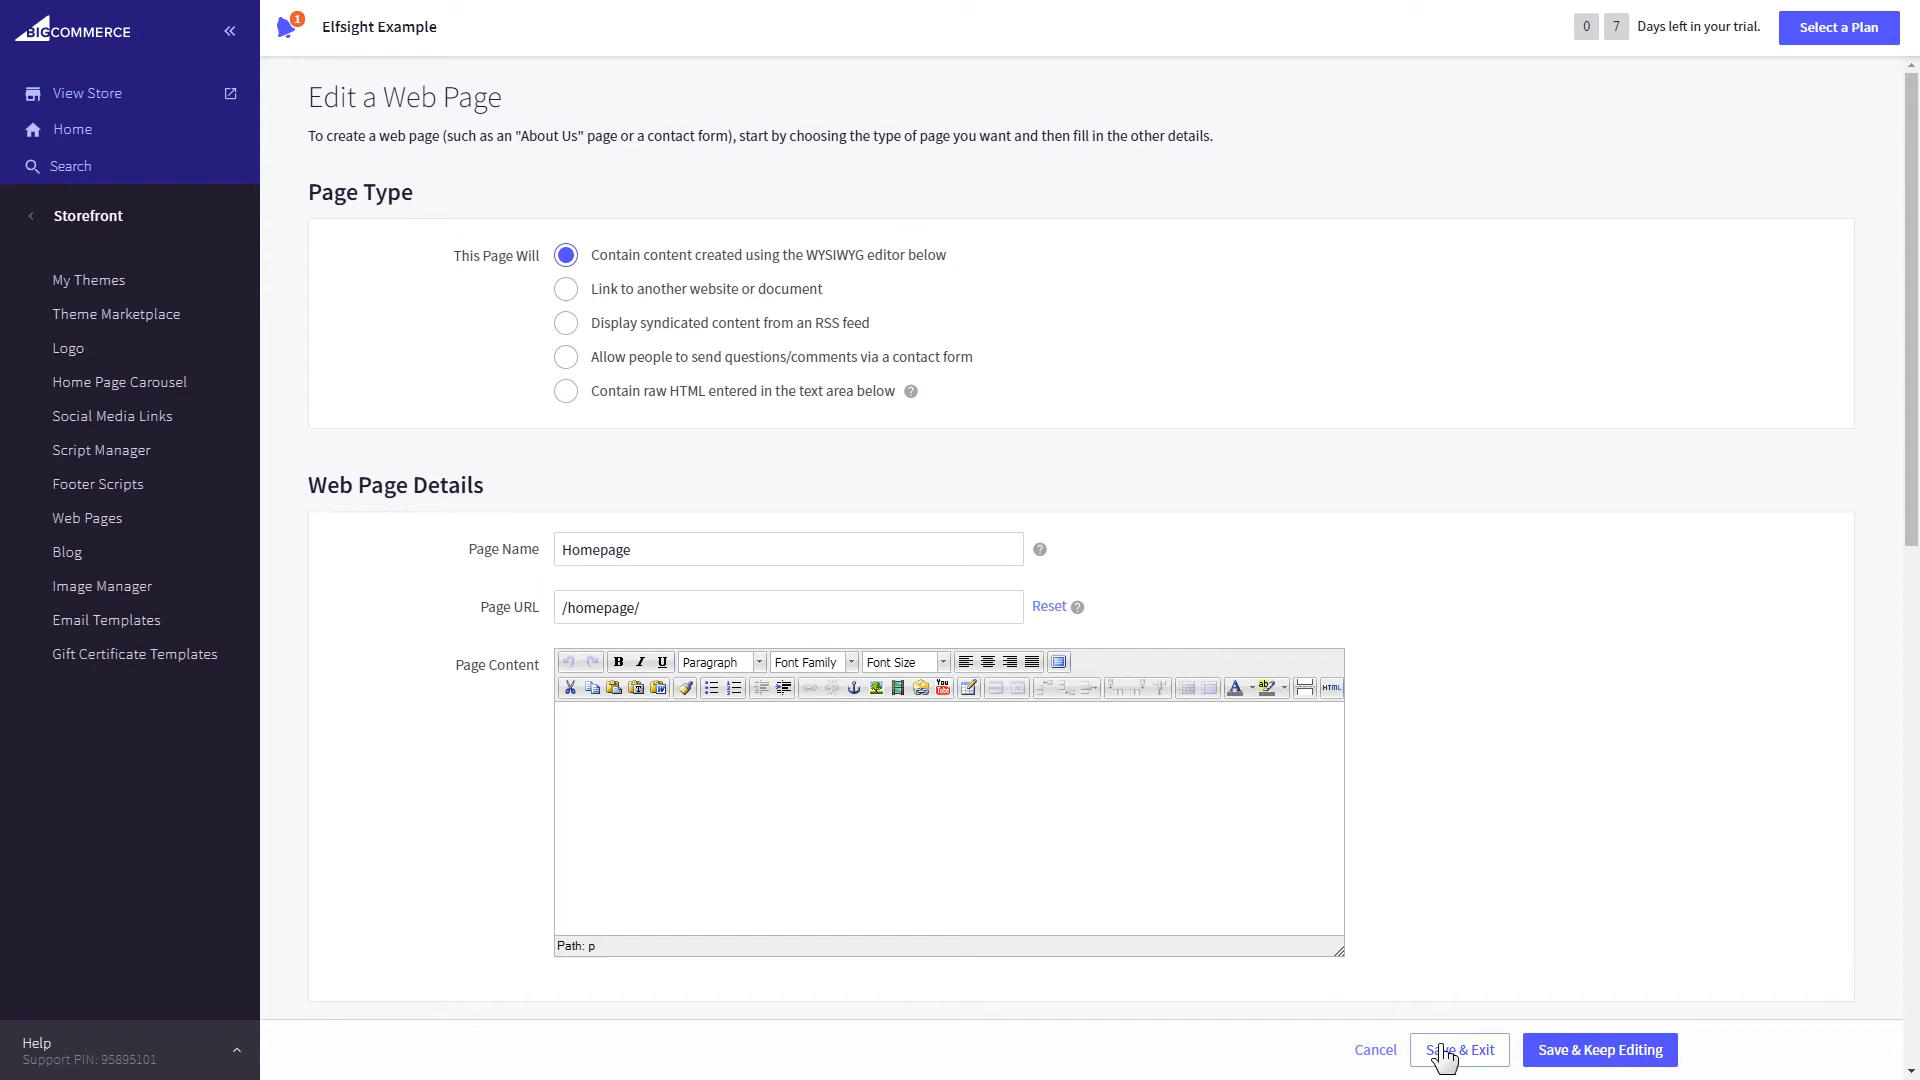 BIGCOMMERCE
View Store
Home
Search
Storefront
My Themes
Theme Marketplace
Logo
Home Page Carousel
Social Media Links
Script Manager
Footer Scripts
Web Pages
Blog
Image Manager
Email Templates
Gift Certificate Templates
Help
Support PIN: 95895101
1
Elfsight Example
0 7 Days left in your trial.
Select a Plan
Edit a Web Page
To create a web page (such as an "About Us" page or a contact form), start by choosing the type of page you want and then fill in the other details.
Page Type
This Page Will
Contain content created using the WYSIWYG editor below
Link to another website or document
Display syndicated content from an RSS feed
Allow people to send questions/comments via a contact form
Contain raw HTML entered in the text area below ?
Web Page Details
Page Name
Homepage
?
Page URL
/homepage/
Reset ?
Page Content
B I U Paragraph Font Family Font Size
You Tube A ab HTML
Path: p
Cancel
Save & Exit
Save & Keep Editing